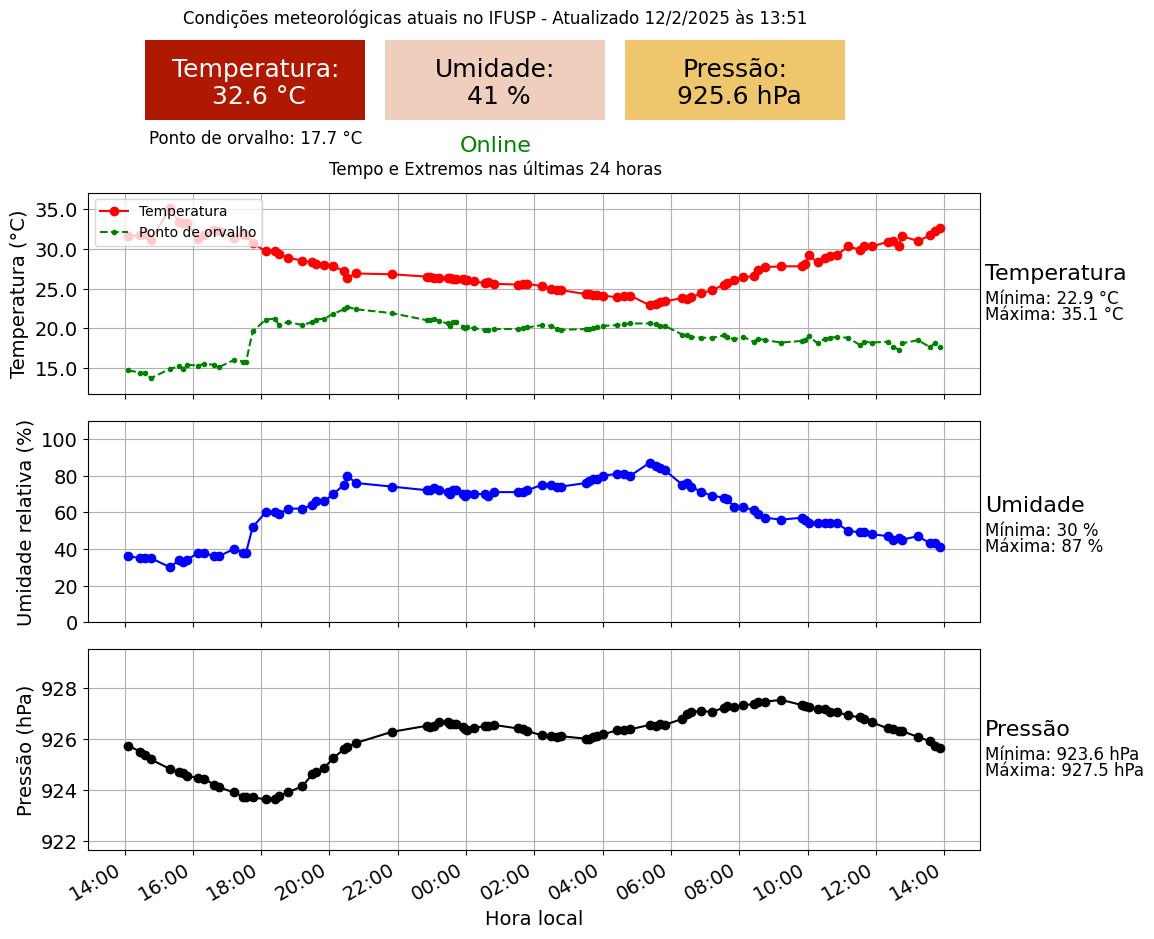 Condições meteorológicas atuais no IFUSP - Atualizado 12/2/2025 às 13:51
Temperatura:
32.6 °C
Umidade:
41 %
Pressão:
925.6 hPa
Ponto de orvalho: 17.7 °C
Online
Tempo e Extremos nas últimas 24 horas
Temperatura (°C)
35.0
30.0
25.0
20.0
15.0
Temperatura
Ponto de orvalho
Temperatura
Mínima: 22.9 °C
Máxima: 35.1 °C
Umidade relativa (%)
100
80
60
40
20
0
Umidade
Mínima: 30 %
Máxima: 87 %
Pressão (hPa)
928
926
924
922
Pressão
Mínima: 923.6 hPa
Máxima: 927.5 hPa
14:00 16:00 18:00 20:00 22:00 00:00 02:00 04:00 06:00 08:00 10:00 12:00 14:00
Hora local